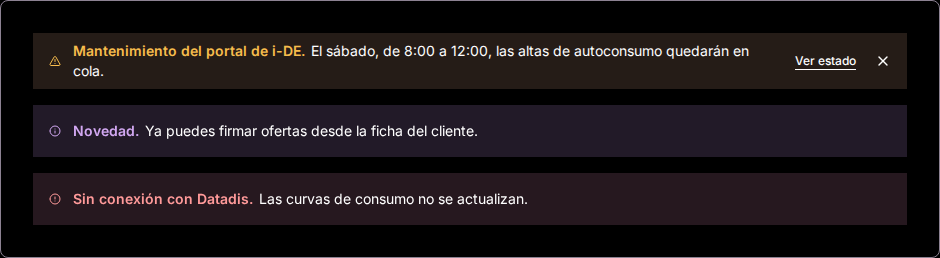 Mantenimiento del portal de i-DE. El sábado, de 8:00 a 12:00, las altas de autoconsumo quedarán en
cola.
Ver estado
Novedad. Ya puedes firmar ofertas desde la ficha del cliente.
Sin conexión con Datadis. Las curvas de consumo no se actualizan.